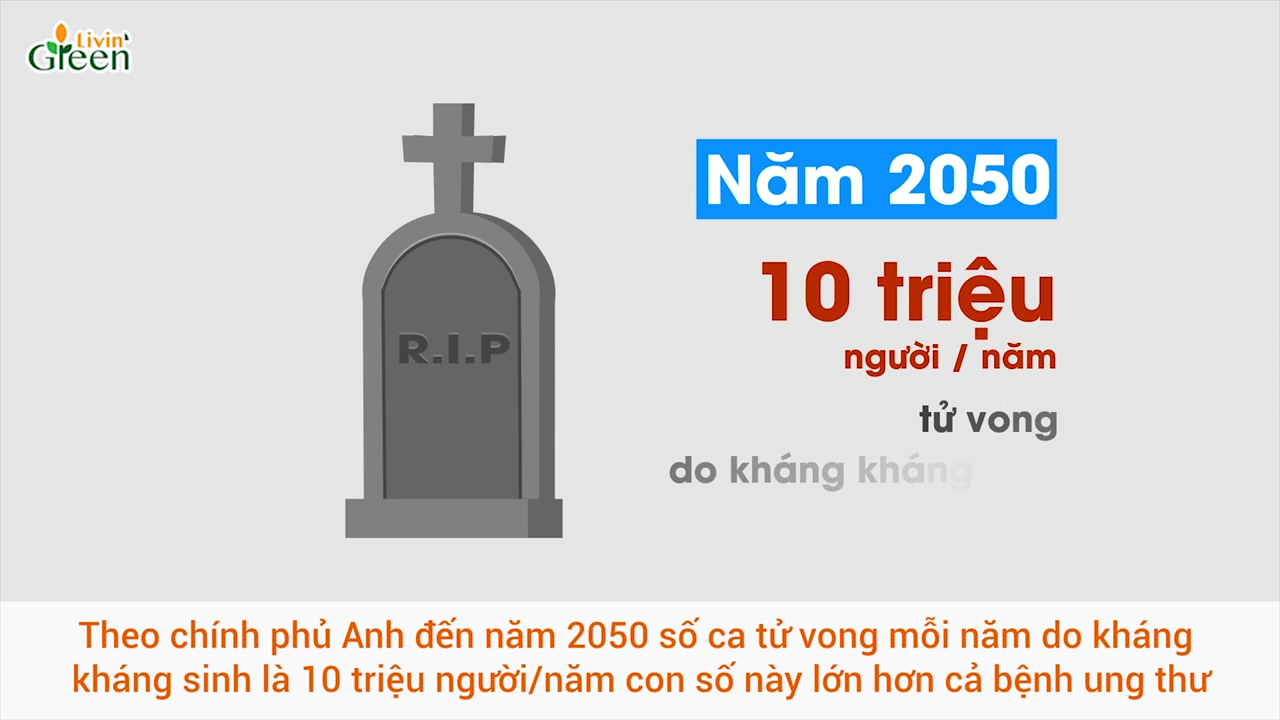 Livin'
Green
Năm 2050
10 triệu
người / năm
tử vong
do kháng kháng
R.I.P
Theo chính phủ Anh đến năm 2050 số ca tử vong mỗi năm do kháng
kháng sinh là 10 triệu người/năm con số này lớn hơn cả bệnh ung thư